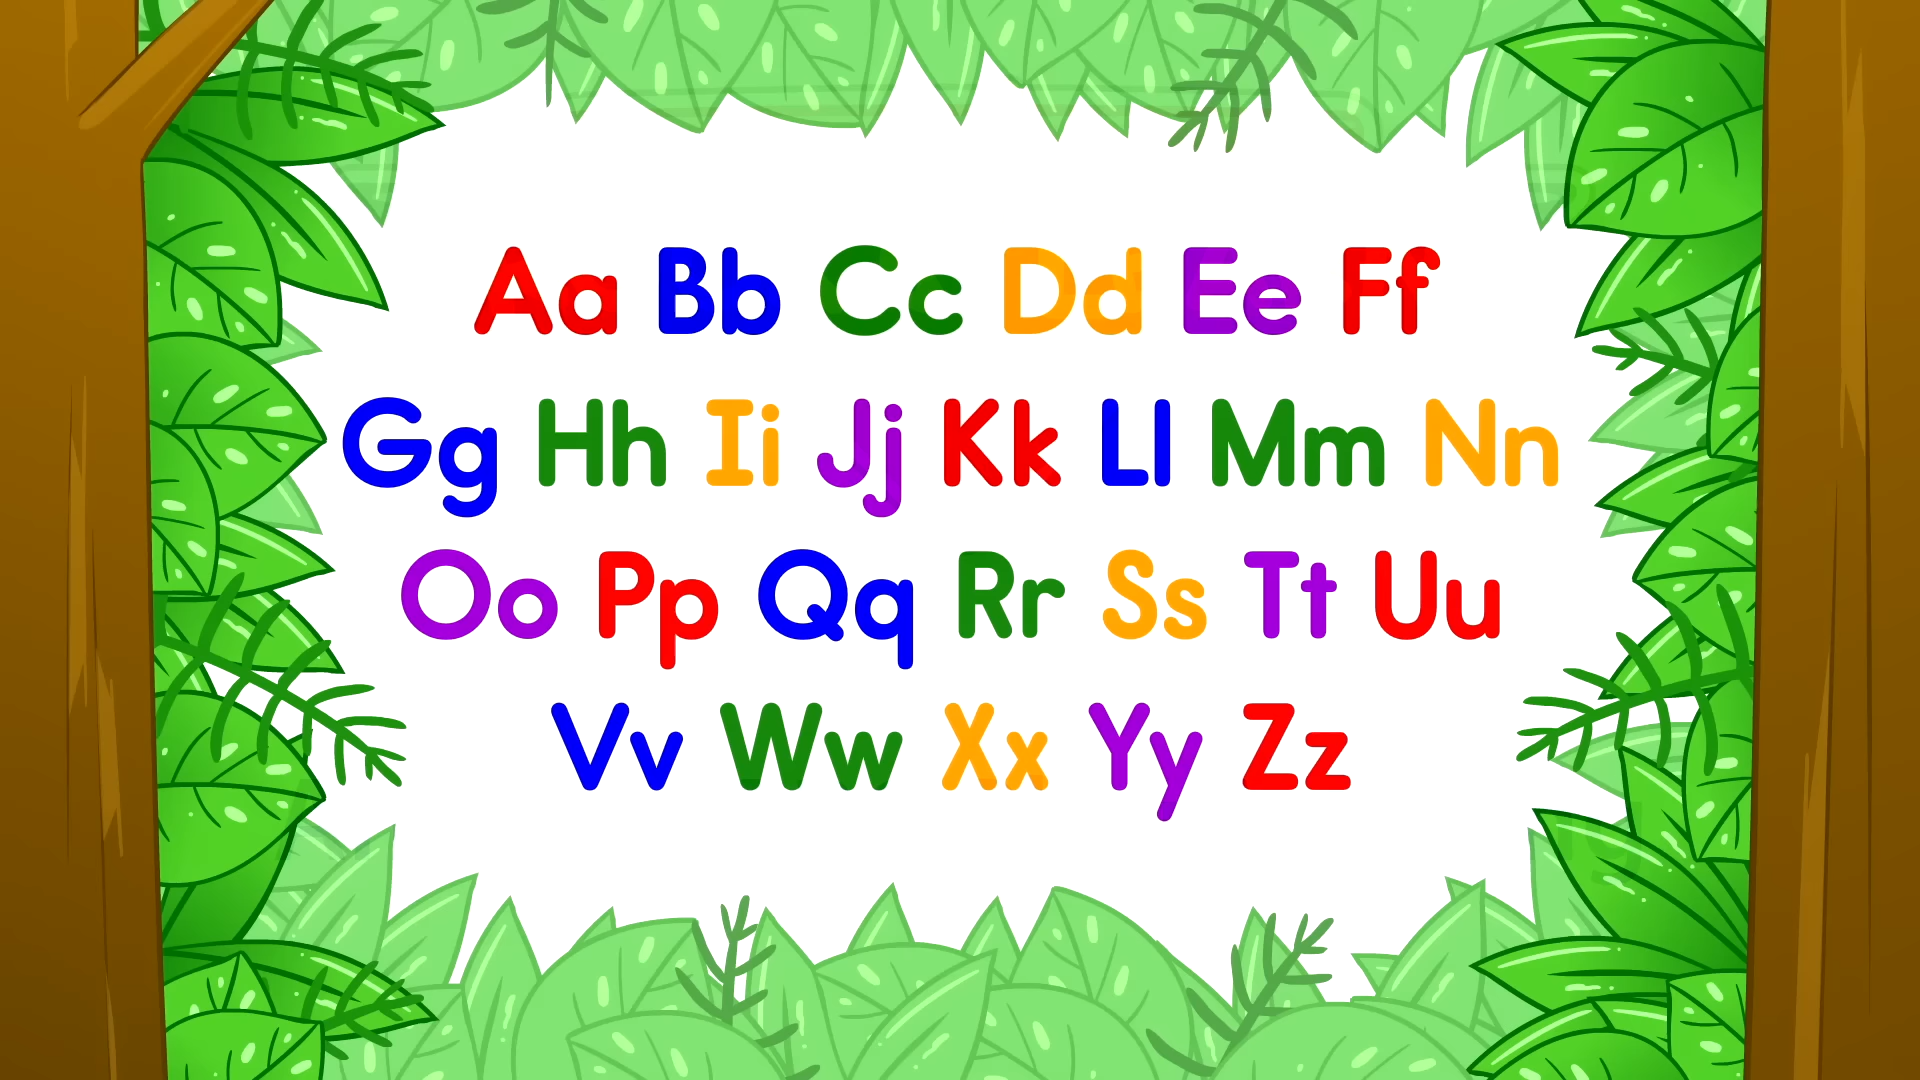 Aa Bb Cc Dd Ee Ff
Gg Hh Ii Jj Kk Ll Mm Nn
Oo Pp Qq Rr Ss Tt Uu
Vv Ww Xx Yy Zz